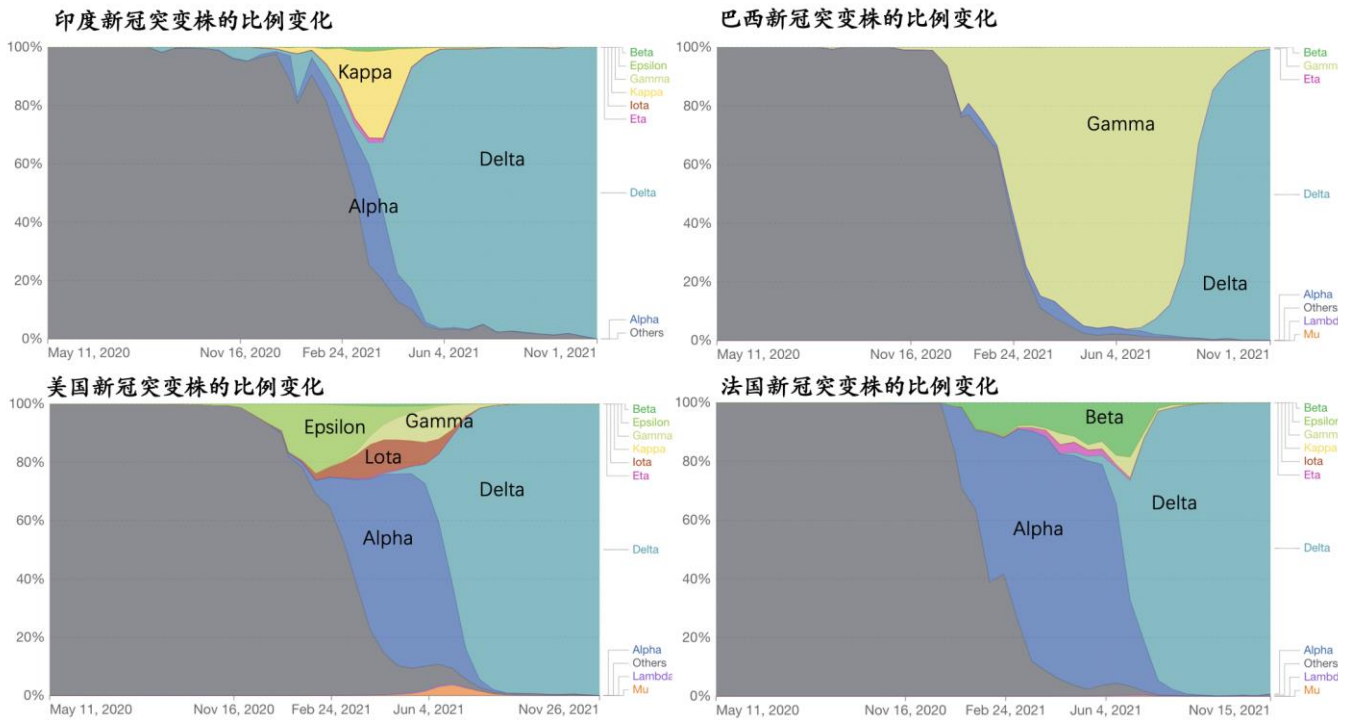 印度新冠突变株的比例变化
100%
80%
60%
40%
20%
0%
Kappa
Alpha
Delta
Beta
Epsilon
Gamma
Kappa
Iota
Eta
Delta
Alpha
Others
May 11, 2020
Nov 16, 2020
Feb 24, 2021
Jun 4, 2021
Nov 1, 2021
巴西新冠突变株的比例变化
100%
80%
60%
40%
20%
0%
Gamma
Delta
Beta
Gamm
Eta
Delta
Alpha
Others
Lambd
Mu
May 11, 2020
Nov 16, 2020
Feb 24, 2021
Jun 4, 2021
Nov 1, 2021
美国新冠突变株的比例变化
100%
80%
60%
40%
20%
0%
Epsilon
Gamma
Lota
Alpha
Delta
Beta
Epsilon
Gamma
Kappa
Iota
Eta
Delta
Alpha
Others
Lambda
Mu
May 11, 2020
Nov 16, 2020
Feb 24, 2021
Jun 4, 2021
Nov 26, 2021
法国新冠突变株的比例变化
100%
80%
60%
40%
20%
0%
Beta
Alpha
Delta
Beta
Epsilon
Gamm
Kappa
Iota
Eta
Delta
Alpha
Others
Lambd
Mu
May 11, 2020
Nov 16, 2020
Feb 24, 2021
Jun 4, 2021
Nov 15, 2021